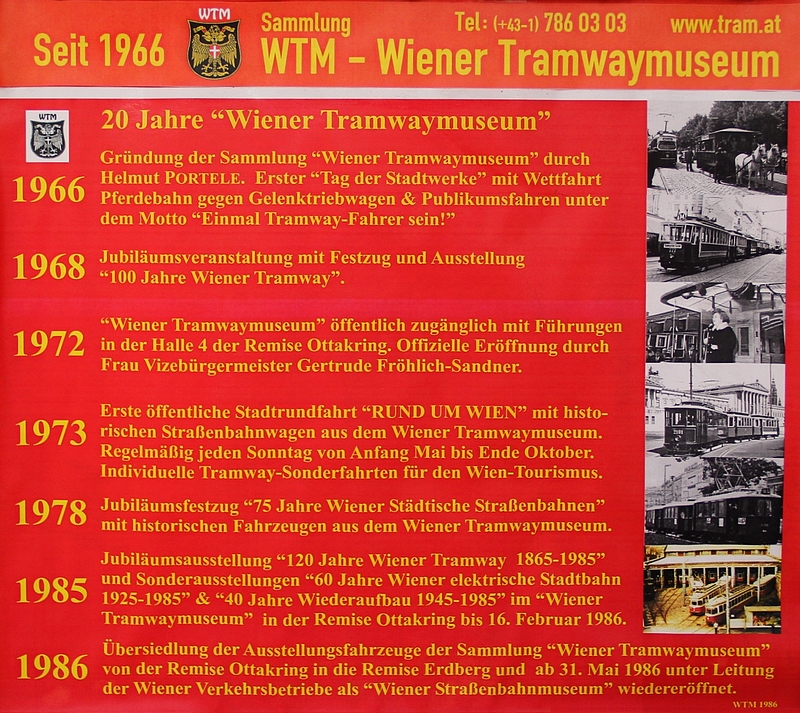 Seit 1966
WTM
Sammlung
Tel: (+43-1) 786 03 03
www.tram.at
WTM – Wiener Tramwaymuseum
WTM
20 Jahre “Wiener Tramwaymuseum”
1966
Gründung der Sammlung “Wiener Tramwaymuseum” durch
Helmut PORTELE. Erster “Tag der Stadtwerke” mit Wettfahrt
Pferdebahn gegen Gelenktriebwagen & Publikumsfahren unter
dem Motto “Einmal Tramway-Fahrer sein!”
1968
Jubiläumsveranstaltung mit Festzug und Ausstellung
“100 Jahre Wiener Tramway”.
1972
“Wiener Tramwaymuseum” öffentlich zugänglich mit Führungen
in der Halle 4 der Remise Ottakring. Offizielle Eröffnung durch
Frau Vizebürgermeister Gertrude Fröhlich-Sandner.
1973
Erste öffentliche Stadtrundfahrt “RUND UM WIEN” mit histo-
rischen Straßenbahnwagen aus dem Wiener Tramwaymuseum.
Regelmäßig jeden Sonntag von Anfang Mai bis Ende Oktober.
Individuelle Tramway-Sonderfahrten für den Wien-Tourismus.
1978
Jubiläumsfestzug “75 Jahre Wiener Städtische Straßenbahnen”
mit historischen Fahrzeugen aus dem Wiener Tramwaymuseum.
1985
Jubiläumsausstellung “120 Jahre Wiener Tramway 1865-1985”
und Sonderausstellungen “60 Jahre Wiener elektrische Stadtbahn
1925-1985” & “40 Jahre Wiederaufbau 1945-1985” im “Wiener
Tramwaymuseum” in der Remise Ottakring bis 16. Februar 1986.
1986
Übersiedlung der Ausstellungsfahrzeuge der Sammlung “Wiener Tramwaymuseum”
von der Remise Ottakring in die Remise Erdberg und ab 31. Mai 1986 unter Leitung
der Wiener Verkehrsbetriebe als “Wiener Straßenbahnmuseum” wiedereröffnet.
WTM 1986